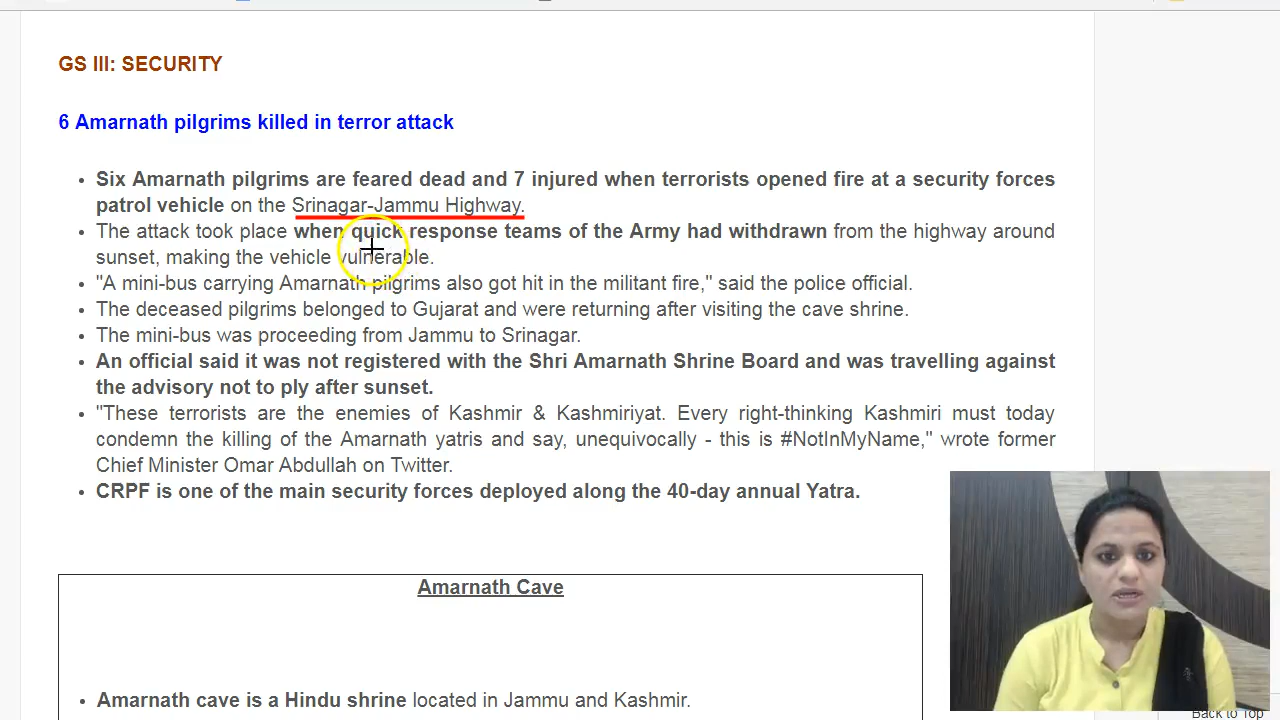 GS III: SECURITY
6 Amarnath pilgrims killed in terror attack
• Six Amarnath pilgrims are feared dead and 7 injured when terrorists opened fire at a security forces
patrol vehicle on the Srinagar-Jammu Highway.
• The attack took place when quick response teams of the Army had withdrawn from the highway around
sunset, making the vehicle vulnerable.
• "A mini-bus carrying Amarnath pilgrims also got hit in the militant fire," said the police official.
• The deceased pilgrims belonged to Gujarat and were returning after visiting the cave shrine.
• The mini-bus was proceeding from Jammu to Srinagar.
• An official said it was not registered with the Shri Amarnath Shrine Board and was travelling against
the advisory not to ply after sunset.
• "These terrorists are the enemies of Kashmir & Kashmiriyat. Every right-thinking Kashmiri must today
condemn the killing of the Amarnath yatris and say, unequivocally - this is #NotInMyName," wrote former
Chief Minister Omar Abdullah on Twitter.
• CRPF is one of the main security forces deployed along the 40-day annual Yatra.
Amarnath Cave
• Amarnath cave is a Hindu shrine located in Jammu and Kashmir.
Back to Top